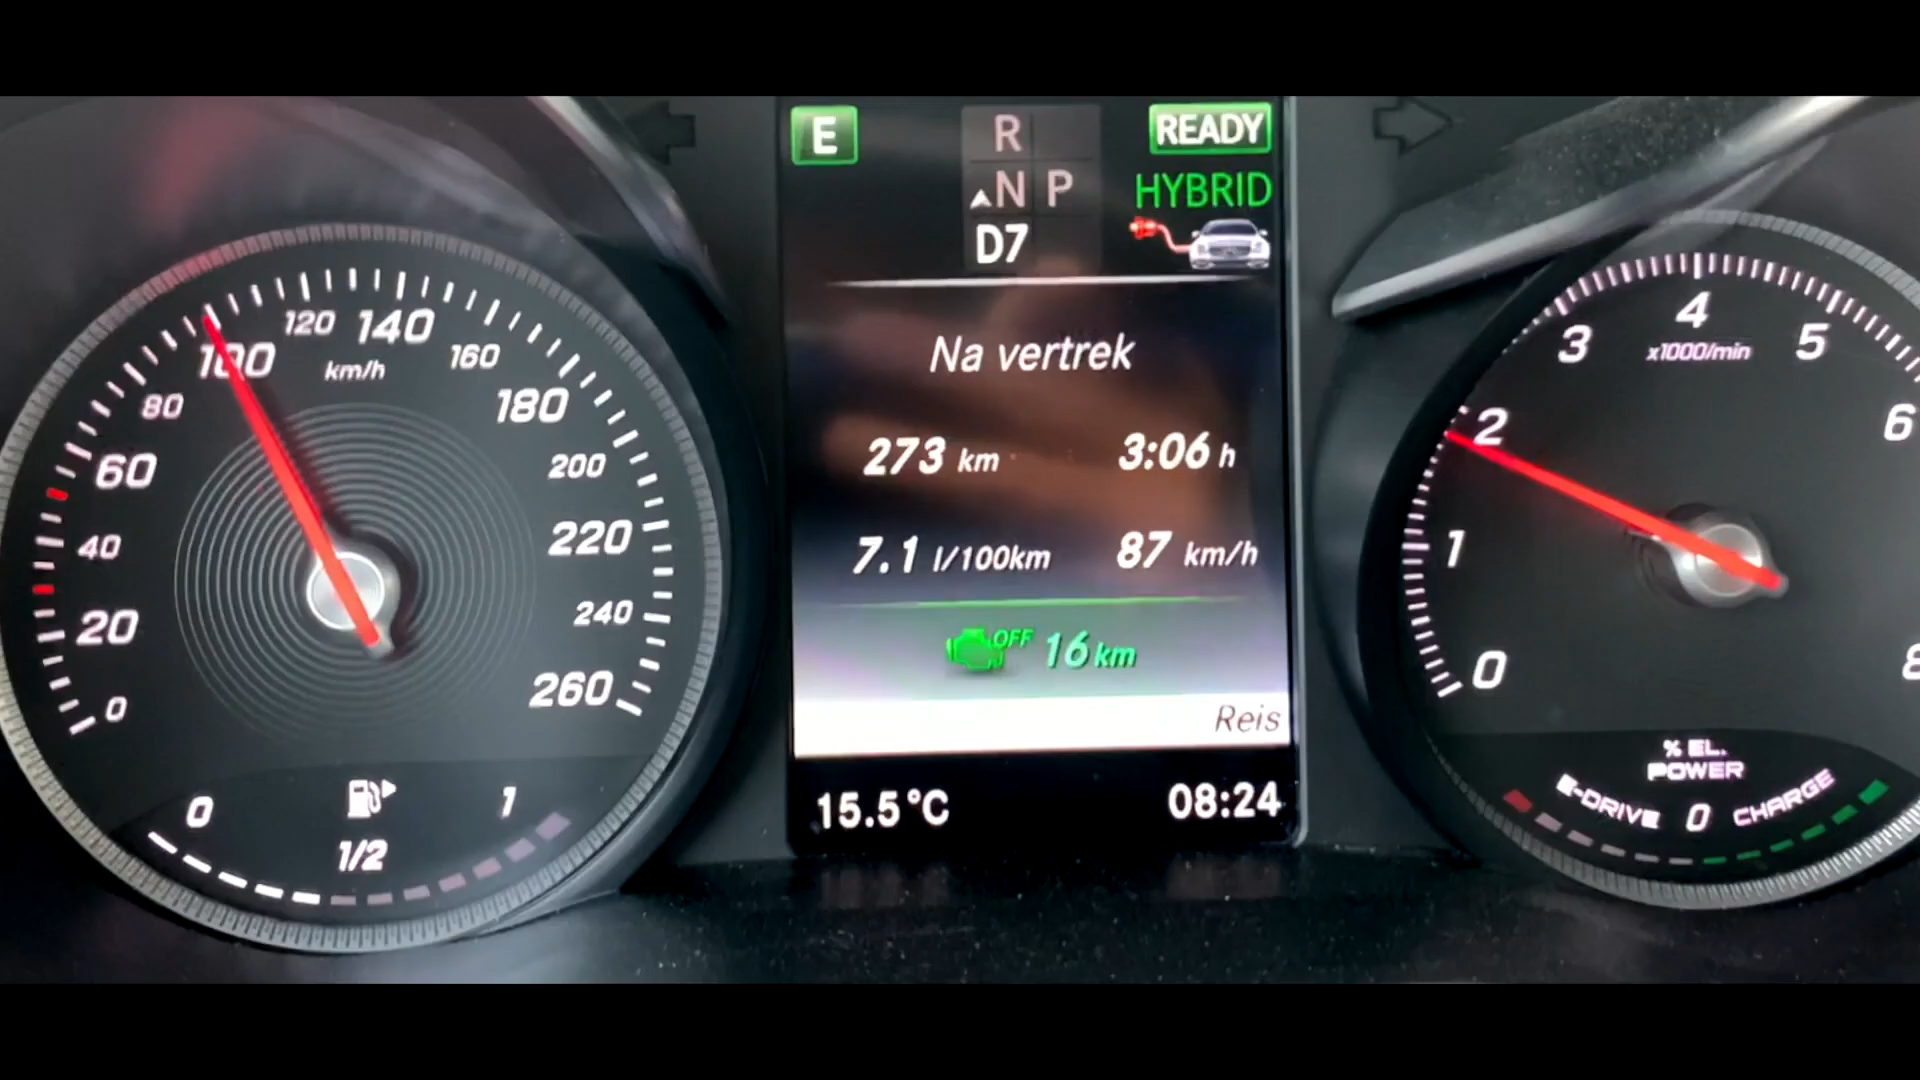 0
20
40
60
80
100
120
140
160
180
200
220
240
260
km/h
0
1
1/2
E
R
N P
D7
READY
HYBRID
Na vertrek
273 km 3:06 h
7.1 l/100km 87 km/h
OFF 16 km
Reis
15.5°C 08:24
0
1
2
3
4
5
6
8
x1000/min
% EL.
POWER
E-DRIVE 0 CHARGE